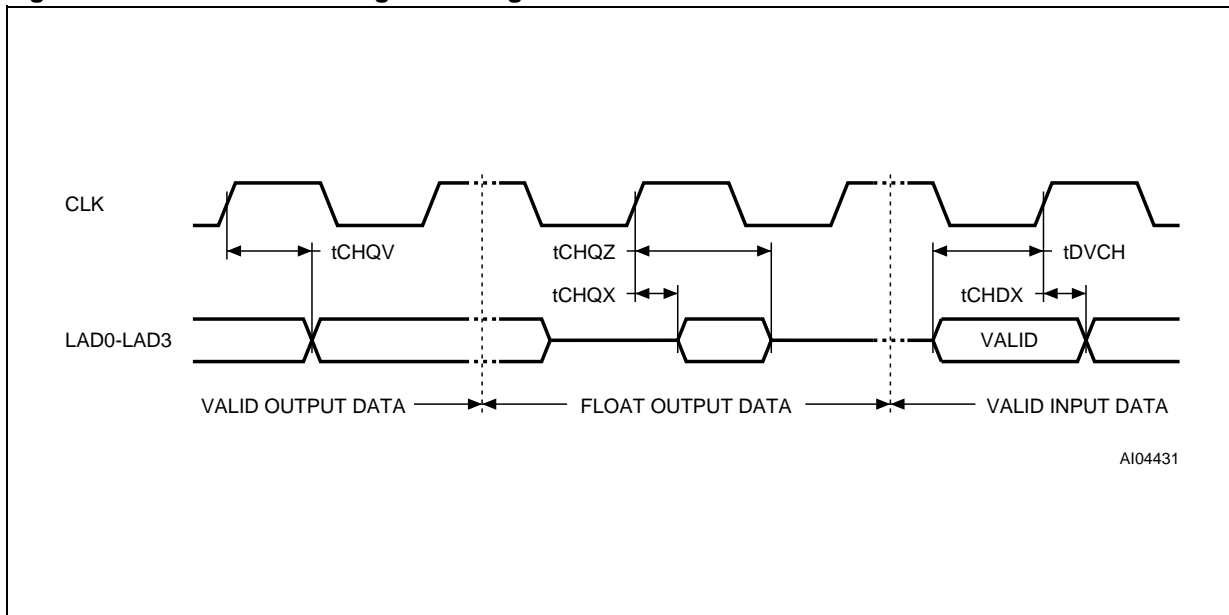 CLK
tCHQV
tCHQZ
tDVCH
tCHQX
tCHDX
LAD0-LAD3
VALID
VALID OUTPUT DATA
FLOAT OUTPUT DATA
VALID INPUT DATA
AI04431